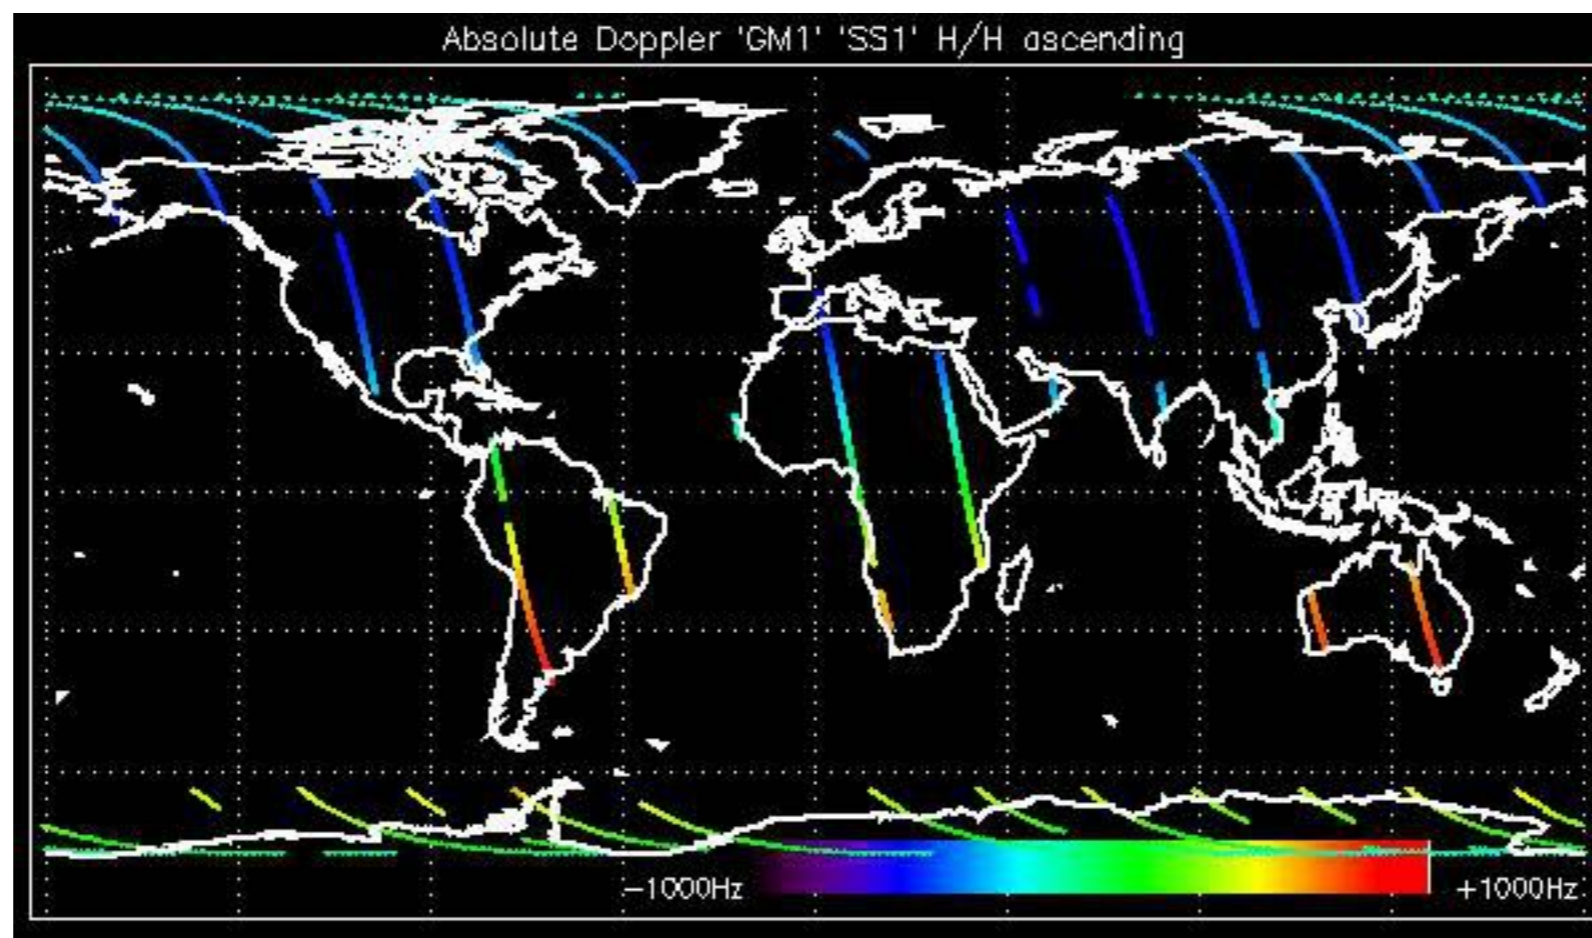 Absolute Doppler 'GM1' 'SS1' H/H ascending
−1000Hz
+1000Hz